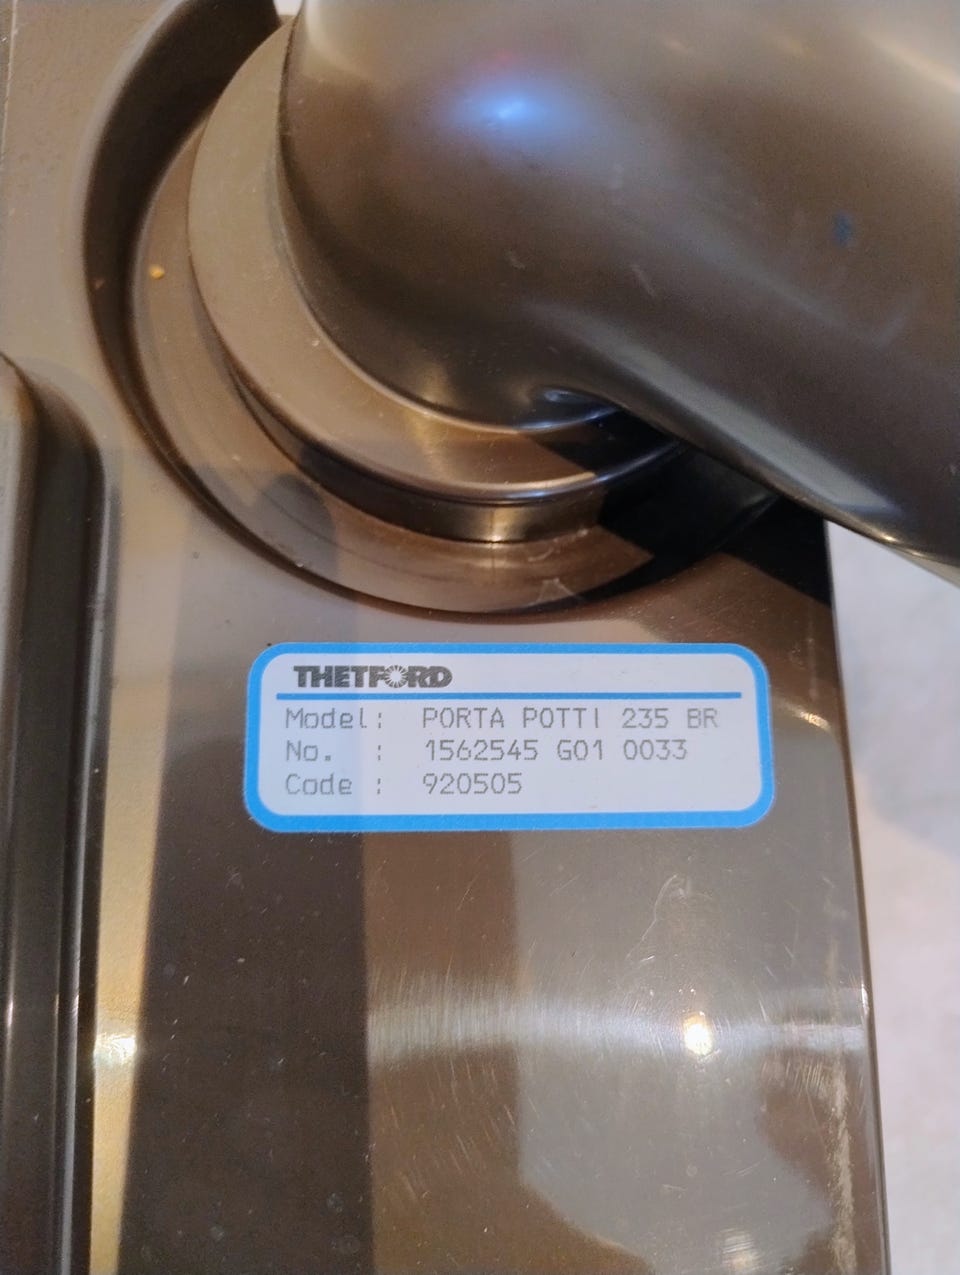 THETFORD
Model: PORTA POTTI 235 BR
No. : 1562545 G01 0033
Code : 920505